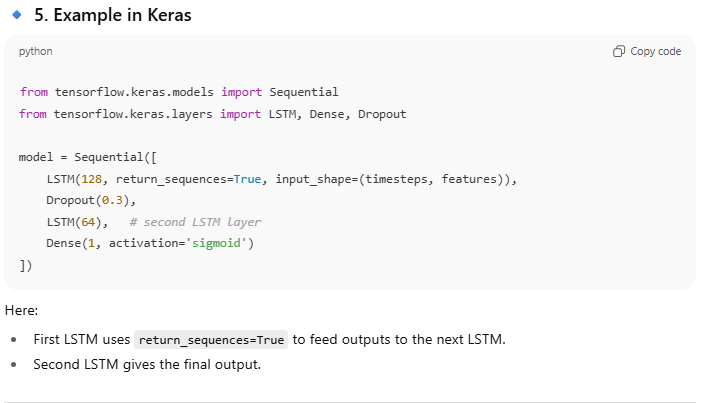 5. Example in Keras
python
Copy code
from tensorflow.keras.models import Sequential
from tensorflow.keras.layers import LSTM, Dense, Dropout
model = Sequential([
    LSTM(128, return_sequences=True, input_shape=(timesteps, features)),
    Dropout(0.3),
    LSTM(64),   # second LSTM layer
    Dense(1, activation='sigmoid')
])
Here:
First LSTM uses return_sequences=True to feed outputs to the next LSTM.
Second LSTM gives the final output.